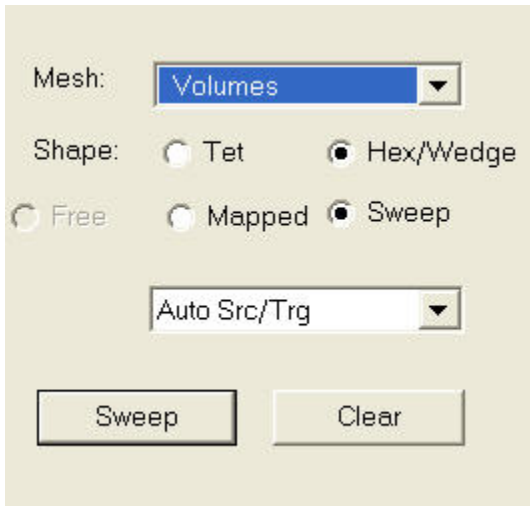 Mesh: Volumes
Shape: Tet Hex/Wedge
Free Mapped Sweep
Auto Src/Trg
Sweep Clear